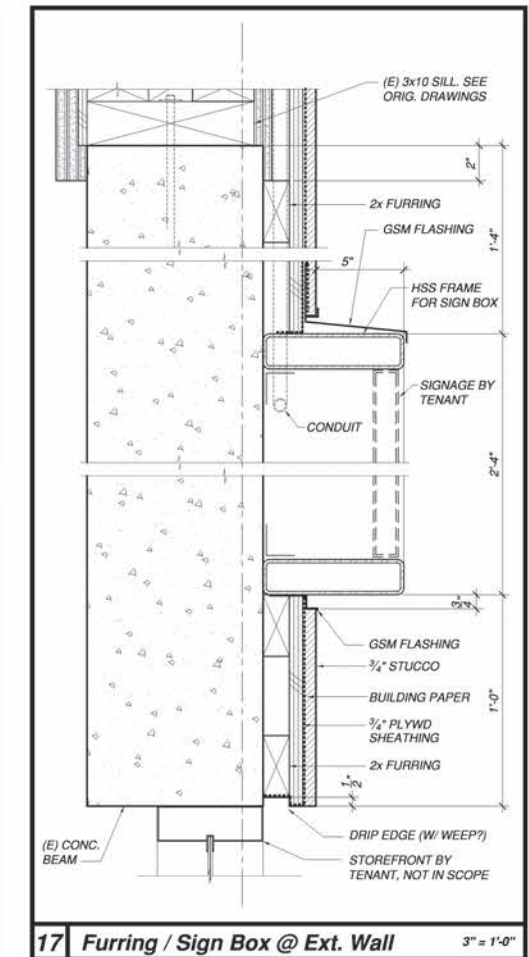 (E) 3x10 SILL. SEE
ORIG. DRAWINGS
2"
2x FURRING
GSM FLASHING
1'-4"
5"
HSS FRAME
FOR SIGN BOX
SIGNAGE BY
TENANT
CONDUIT
2'-4"
3/4
GSM FLASHING
3/4" STUCCO
BUILDING PAPER
1'-0"
3/4" PLYWD
SHEATHING
2x FURRING
1/2"
DRIP EDGE (W/ WEEP?)
(E) CONC.
BEAM
STOREFRONT BY
TENANT, NOT IN SCOPE
17 Furring / Sign Box @ Ext. Wall 3" = 1'-0"